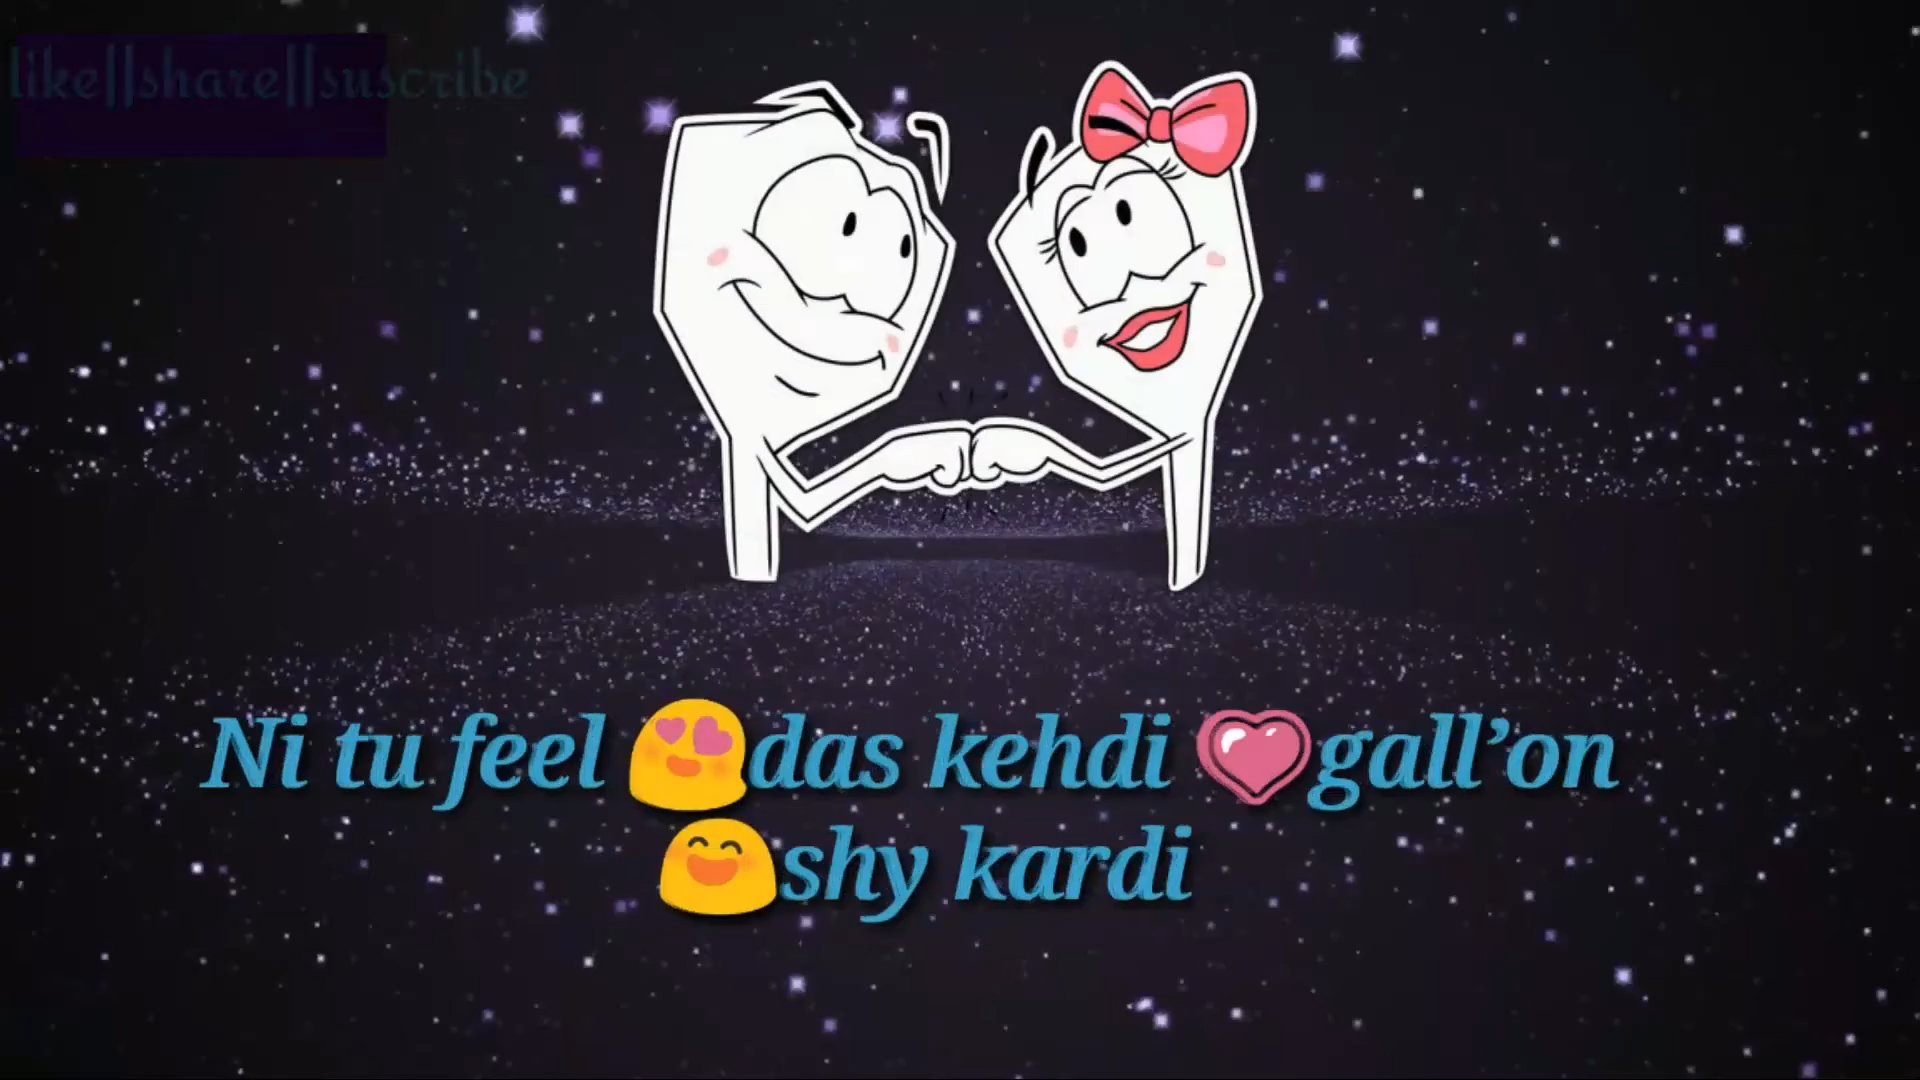 like||share||suscribe
Ni tu feel 😍das kehdi 💗gall’on
😄shy kardi